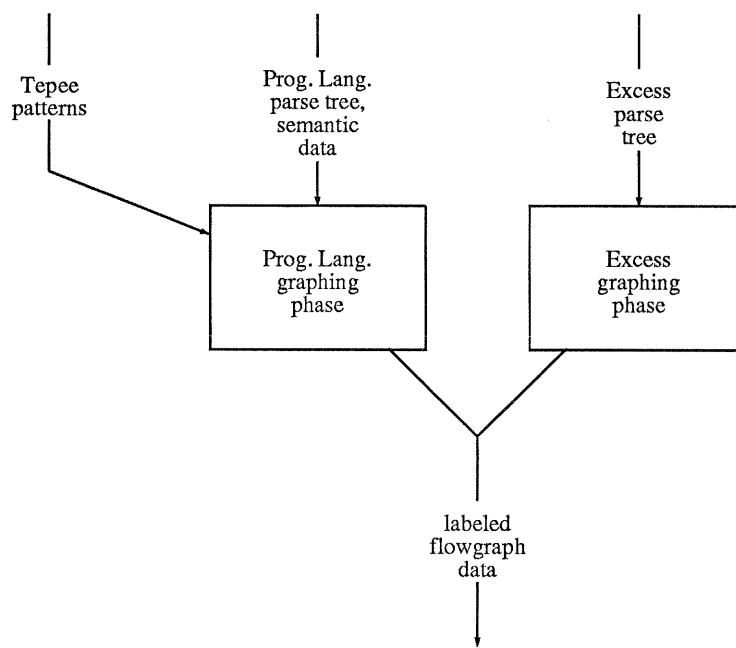 Tepee
patterns
Prog. Lang.
parse tree,
semantic
data
Excess
parse
tree
Prog. Lang.
graphing
phase
Excess
graphing
phase
labeled
flowgraph
data